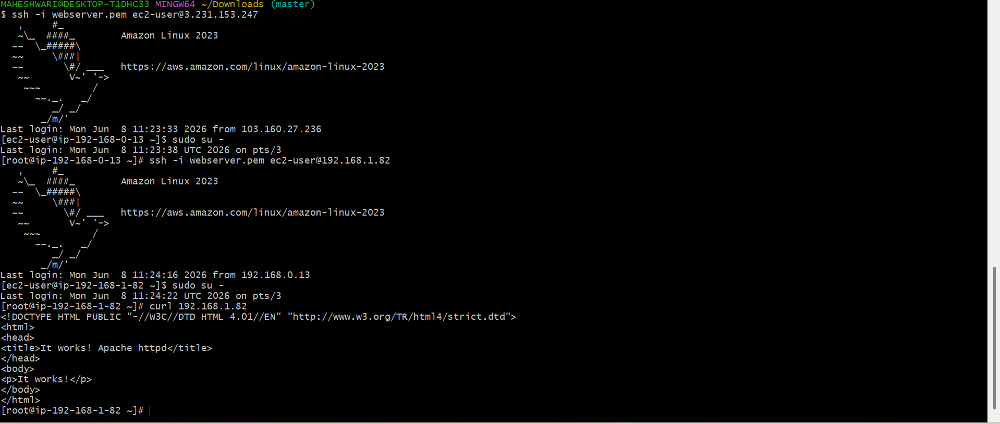 MAHESHWARI@DESKTOP-T1DHC33 MINGW64 ~/Downloads (master)
$ ssh -i webserver.pem ec2-user@3.231.153.247
   ,     #_
   ~\_  ####_        Amazon Linux 2023
  ~~  \_#####\
  ~~     \###|
  ~~       \#/ ___   https://aws.amazon.com/linux/amazon-linux-2023
   ~~       V~' '->
    ~~~         /
      ~~._.   _/
         _/ _/
       _/m/'
Last login: Mon Jun  8 11:23:33 2026 from 103.160.27.236
[ec2-user@ip-192-168-0-13 ~]$ sudo su -
Last login: Mon Jun  8 11:23:38 UTC 2026 on pts/3
[root@ip-192-168-0-13 ~]# ssh -i webserver.pem ec2-user@192.168.1.82
   ,     #_
   ~\_  ####_        Amazon Linux 2023
  ~~  \_#####\
  ~~     \###|
  ~~       \#/ ___   https://aws.amazon.com/linux/amazon-linux-2023
   ~~       V~' '->
    ~~~         /
      ~~._.   _/
         _/ _/
       _/m/'
Last login: Mon Jun  8 11:24:16 2026 from 192.168.0.13
[ec2-user@ip-192-168-1-82 ~]$ sudo su -
Last login: Mon Jun  8 11:24:22 UTC 2026 on pts/3
[root@ip-192-168-1-82 ~]# curl 192.168.1.82
<!DOCTYPE HTML PUBLIC "-//W3C//DTD HTML 4.01//EN" "http://www.w3.org/TR/html4/strict.dtd">
<html>
<head>
<title>It works! Apache httpd</title>
</head>
<body>
<p>It works!</p>
</body>
</html>
[root@ip-192-168-1-82 ~]#